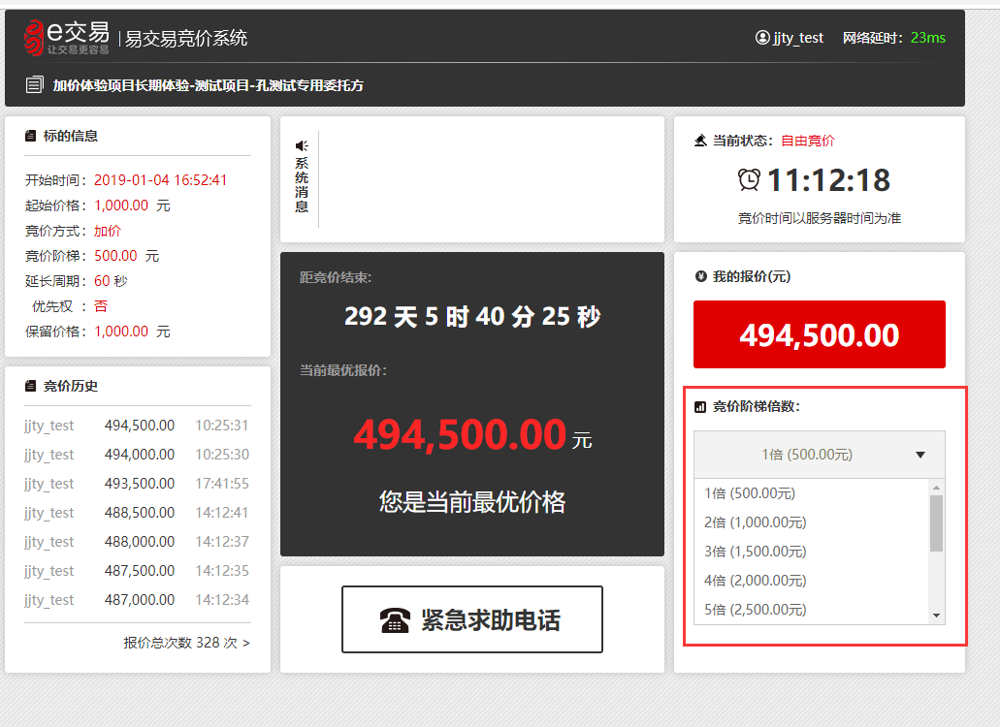 e交易
让交易更容易
易交易竞价系统
jjty_test 网络延时：23ms
加价体验项目长期体验-测试项目-孔测试专用委托方
标的信息
开始时间：2019-01-04 16:52:41
起始价格：1,000.00 元
竞价方式：加价
竞价阶梯：500.00 元
延长周期：60 秒
优先权 ：否
保留价格：1,000.00 元
竞价历史
jjty_test 494,500.00 10:25:31
jjty_test 494,000.00 10:25:30
jjty_test 493,500.00 17:41:55
jjty_test 488,500.00 14:12:41
jjty_test 488,000.00 14:12:37
jjty_test 487,500.00 14:12:35
jjty_test 487,000.00 14:12:34
报价总次数 328 次 >
系统消息
距竞价结束:
292 天 5 时 40 分 25 秒
当前最优报价：
494,500.00 元
您是当前最优价格
紧急求助电话
当前状态：自由竞价
11:12:18
竞价时间以服务器时间为准
我的报价(元)
494,500.00
竞价阶梯倍数：
1倍 (500.00元)
1倍 (500.00元)
2倍 (1,000.00元)
3倍 (1,500.00元)
4倍 (2,000.00元)
5倍 (2,500.00元)